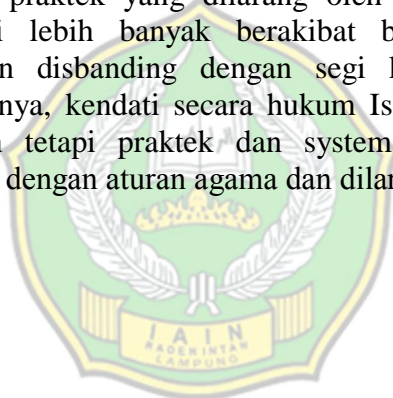 praktek yang dilarang oleh
lebih banyak berakibat b
n disbanding dengan segi
nya, kendati secara hukum Is
tetapi praktek dan system
dengan aturan agama dan dilar
I A I N
RADEN INTAN
LAMPUNG